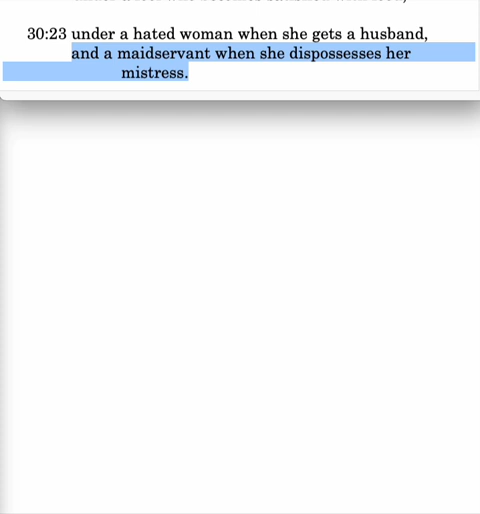 30:23 under a hated woman when she gets a husband,
and a maidservant when she dispossesses her
mistress.